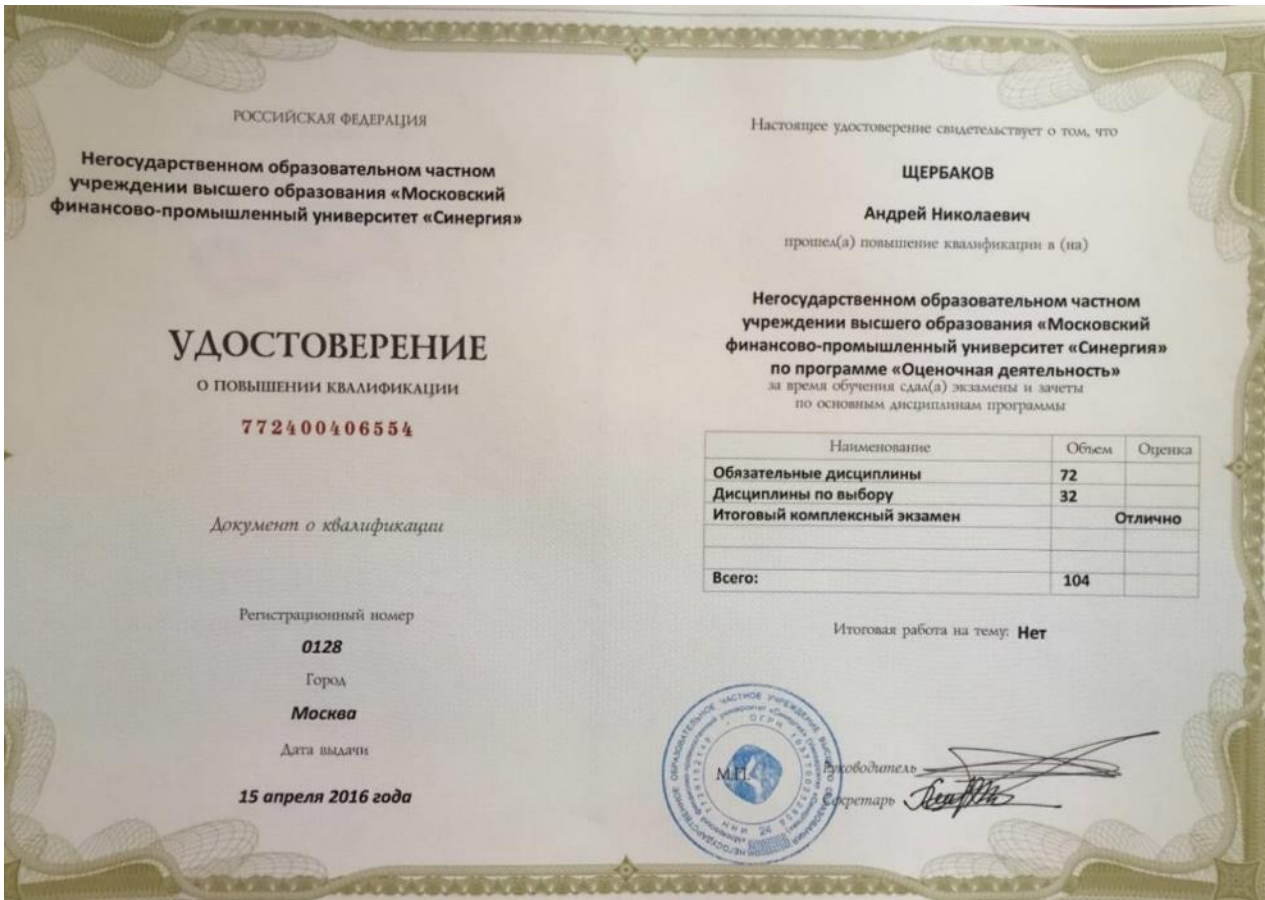 РОССИЙСКАЯ ФЕДЕРАЦИЯ
Негосударственном образовательном частном
учреждении высшего образования «Московский
финансово-промышленный университет «Синергия»
УДОСТОВЕРЕНИЕ
О ПОВЫШЕНИИ КВАЛИФИКАЦИИ
772400406554
Документ о квалификации
Регистрационный номер
0128
Город
Москва
Дата выдачи
15 апреля 2016 года
Настоящее удостоверение свидетельствует о том, что
ЩЕРБАКОВ
Андрей Николаевич
прошел(а) повышение квалификации в (на)
Негосударственном образовательном частном
учреждении высшего образования «Московский
финансово-промышленный университет «Синергия»
по программе «Оценочная деятельность»
за время обучения сдал(а) экзамены и зачеты
по основным дисциплинам программы
Наименование Объем Оценка
Обязательные дисциплины 72
Дисциплины по выбору 32
Итоговый комплексный экзамен Отлично
Всего: 104
Итоговая работа на тему: Нет
М.П.
Руководитель
Секретарь